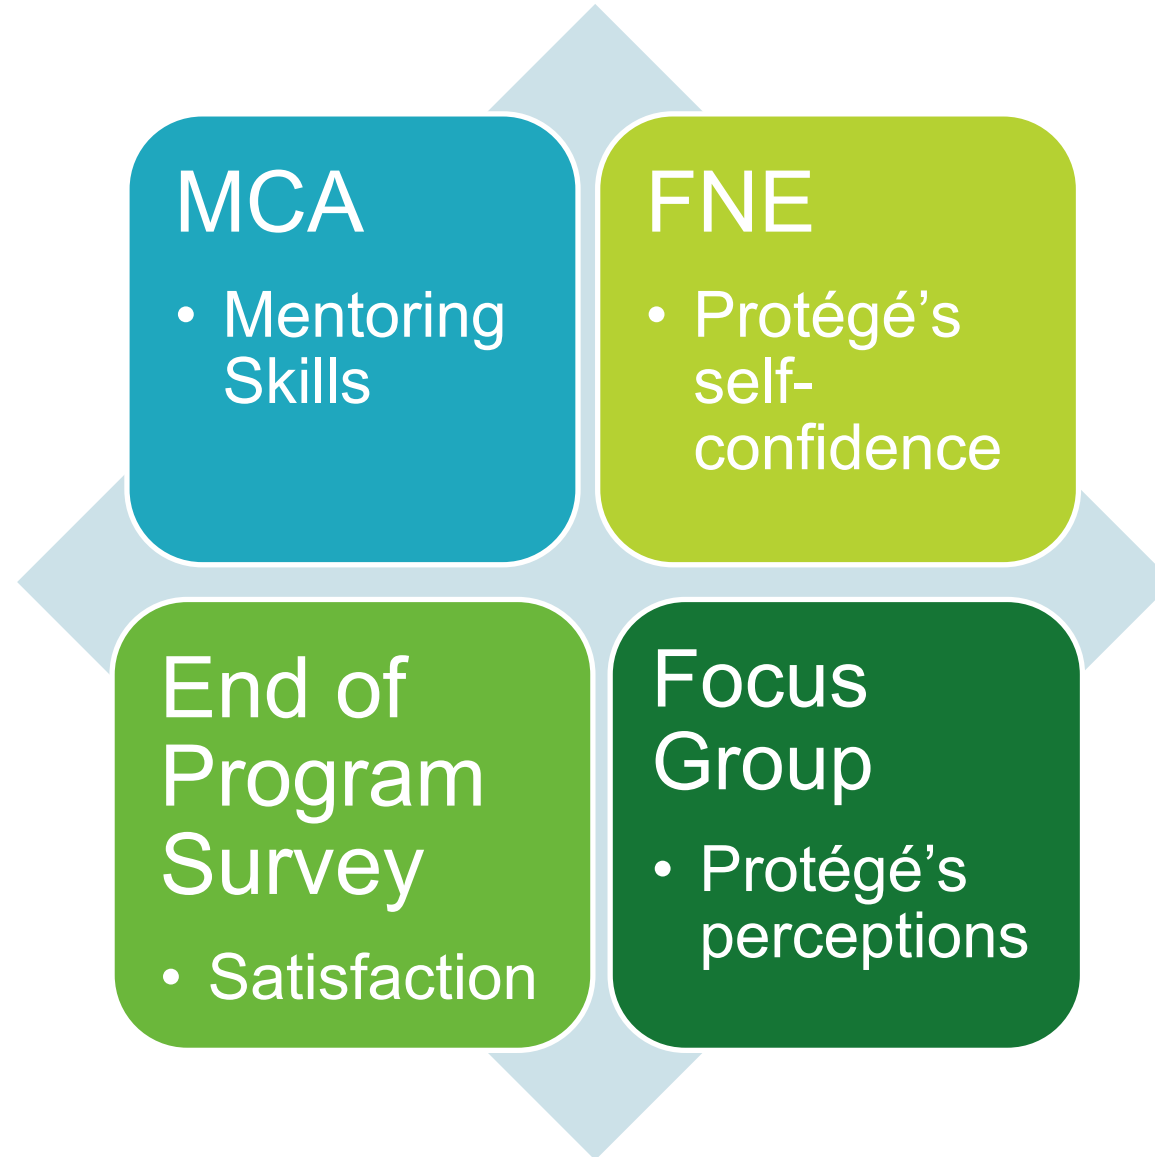 MCA
• Mentoring
Skills
FNE
• Protégé’s
self-
confidence
End of
Program
Survey
• Satisfaction
Focus
Group
• Protégé’s
perceptions